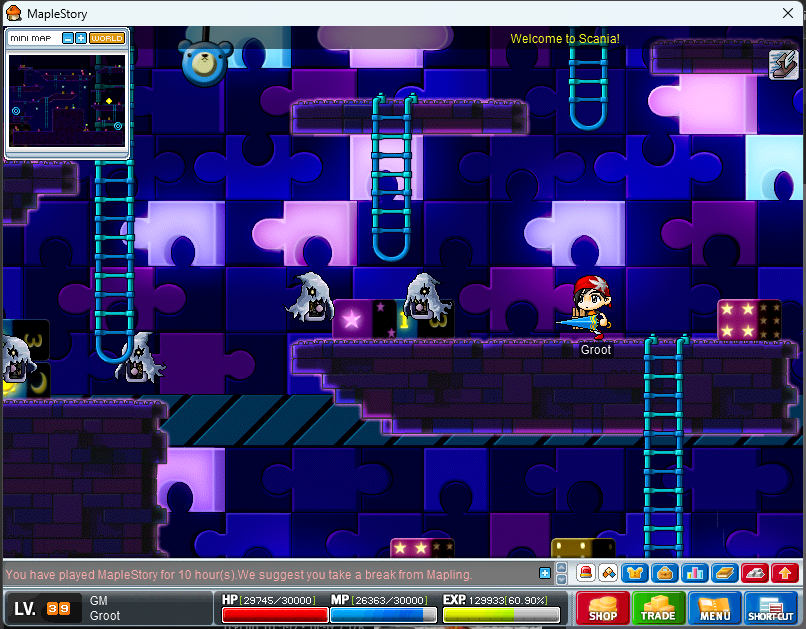 MapleStory
MINI MAP
WORLD
Welcome to Scania!
Groot
You have played MapleStory for 10 hour(s).We suggest you take a break from Mapling.
LV. 39
GM
Groot
HP[29745/30000]
MP[26363/30000]
EXP 129933[60.90%]
SHOP
TRADE
MENU
SHORTCUT